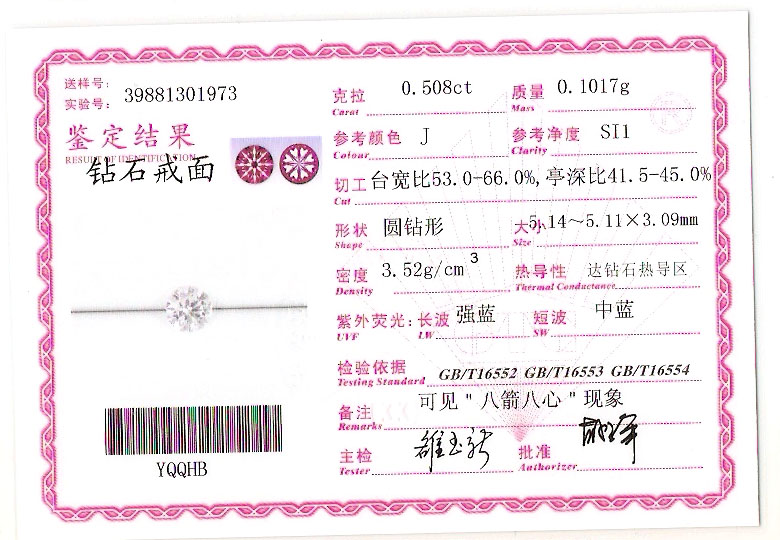 送样号:
实验号: 39881301973
鉴定结果
RESULT OF IDENTIFICATION
钻石戒面
YQQHB
克拉 0.508ct 质量 0.1017g
Carat Mass
参考颜色 J 参考净度 SI1
Colour Clarity
切工 台宽比53.0-66.0%,亭深比41.5-45.0%
Cut
形状 圆钻形 大小 5.14～5.11×3.09mm
Shape Size
密度 3.52g/cm³ 热导性 达钻石热导区
Density Thermal Conductance
紫外荧光: 长波 强蓝 短波 中蓝
UVF LW SW
检验依据 GB/T16552 GB/T16553 GB/T16554
Testing Standard
备注 可见"八箭八心"现象
Remarks
主检 批准
Tester Authorizer